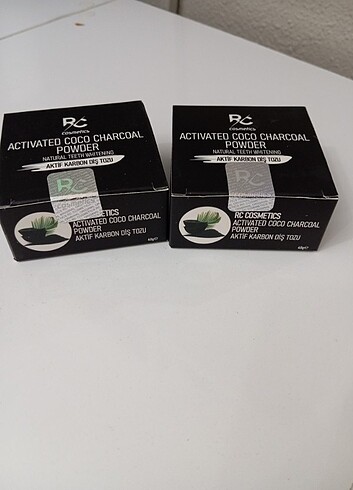 RC
cosmetics
ACTIVATED COCO CHARCOAL
POWDER
NATURAL TEETH WHITENING
AKTİF KARBON DİŞ TOZU
RC
COSMETICS
ACTIVATED COCO CHARCOAL
POWDER
AKTİF KARBON DİŞ TOZU
RC
cosmetics
ACTIVATED COCO CHARCOAL
POWDER
NATURAL TEETH WHITENING
AKTİF KARBON DİŞ TOZU
RC
RC COSMETICS
ACTIVATED COCO CHARCOAL
POWDER
AKTİF KARBON DİŞ TOZU